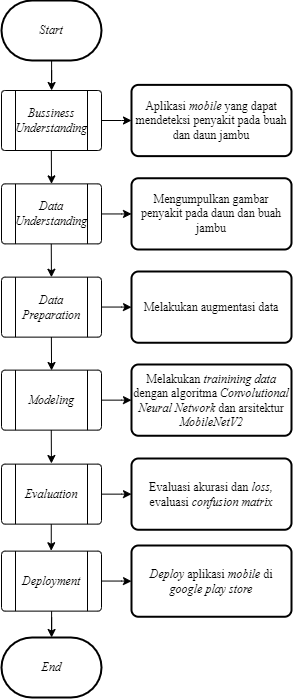 Start
Bussiness
Understanding
Aplikasi mobile yang dapat
mendeteksi penyakit pada buah
dan daun jambu
Data
Understanding
Mengumpulkan gambar
penyakit pada daun dan buah
jambu
Data
Preparation
Melakukan augmentasi data
Modeling
Melakukan trainining data
dengan algoritma Convolutional
Neural Network dan arsitektur
MobileNetV2
Evaluation
Evaluasi akurasi dan loss,
evaluasi confusion matrix
Deployment
Deploy aplikasi mobile di
google play store
End